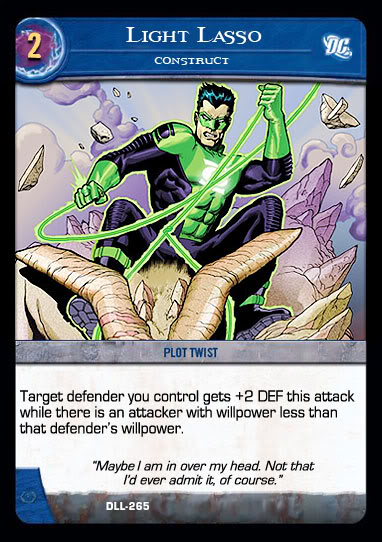 2
LIGHT LASSO
CONSTRUCT
DC
PLOT TWIST
Target defender you control gets +2 DEF this attack
while there is an attacker with willpower less than
that defender's willpower.
"Maybe I am in over my head. Not that
I'd ever admit it, of course."
DLL-265